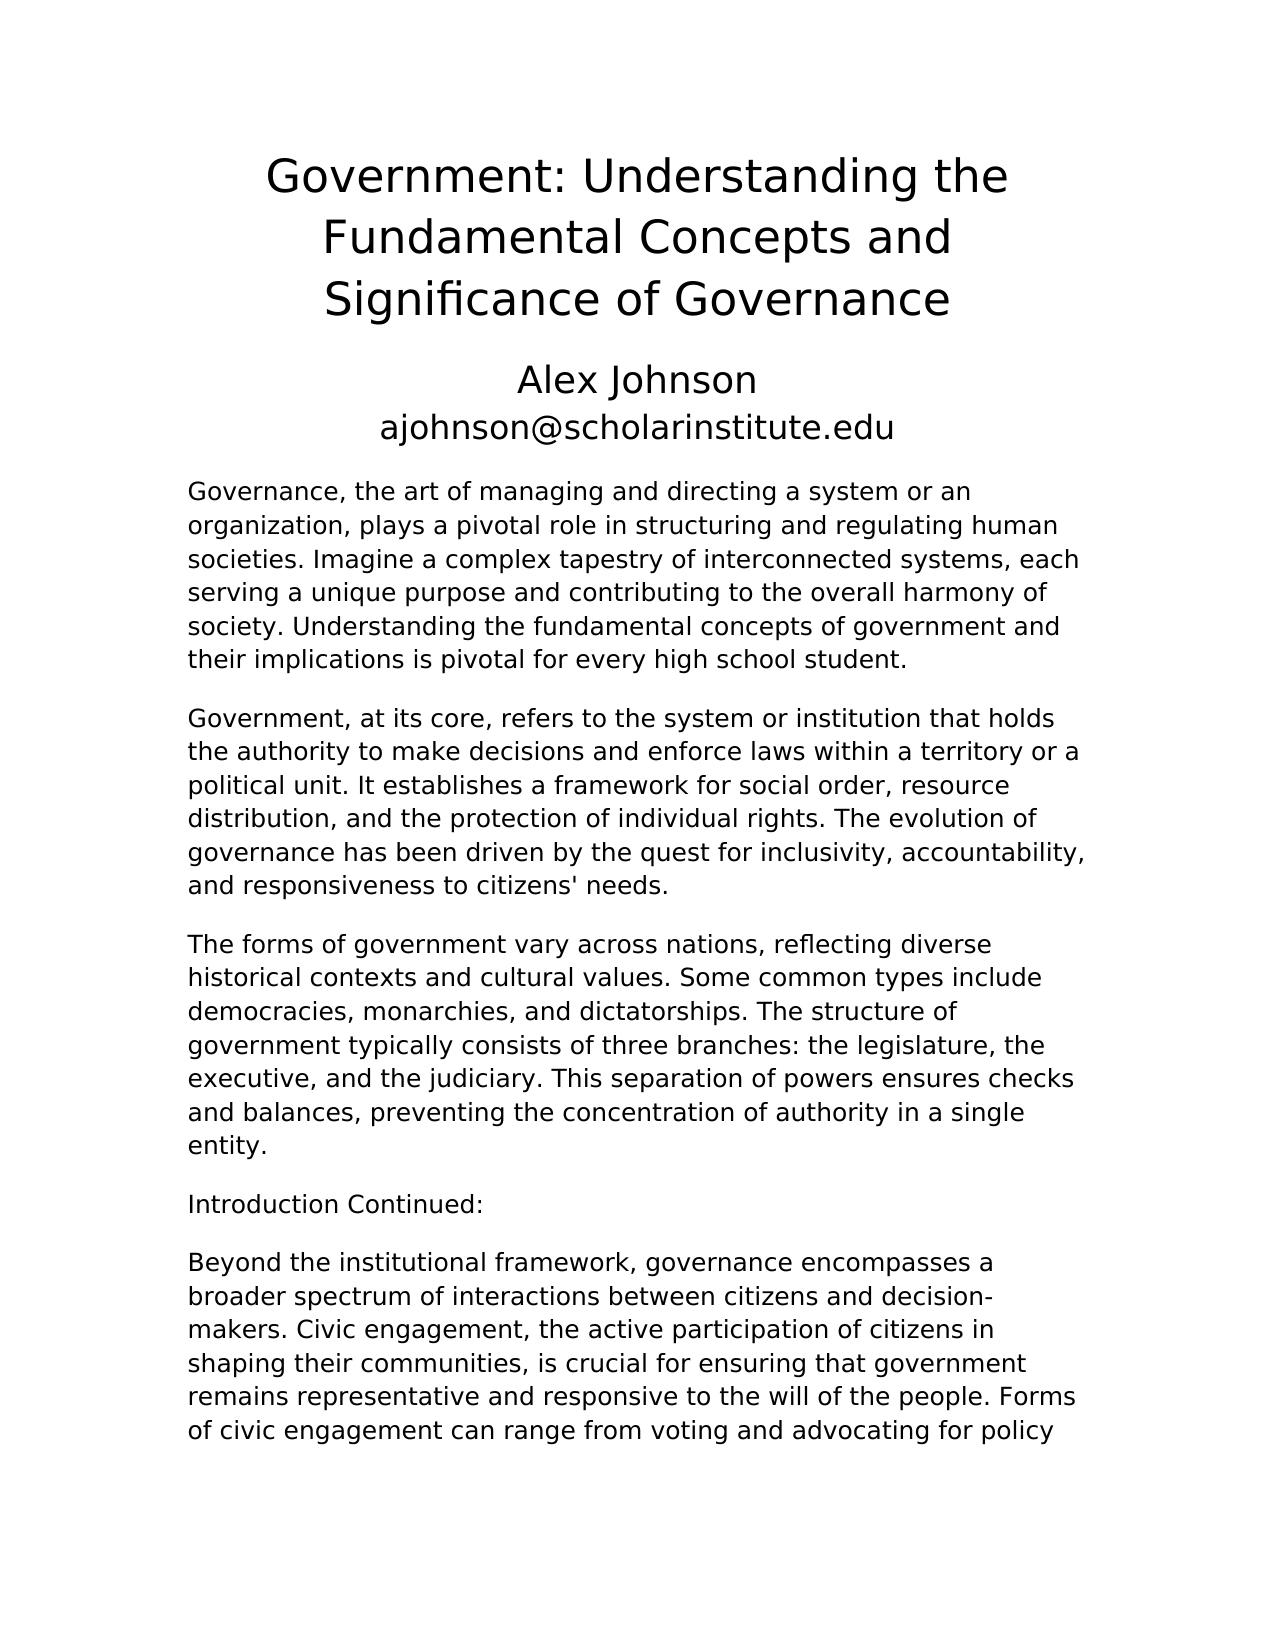 Government: Understanding the
Fundamental Concepts and
Significance of Governance
Alex Johnson
ajohnson@scholarinstitute.edu
Governance, the art of managing and directing a system or an
organization, plays a pivotal role in structuring and regulating human
societies. Imagine a complex tapestry of interconnected systems, each
serving a unique purpose and contributing to the overall harmony of
society. Understanding the fundamental concepts of government and
their implications is pivotal for every high school student.
Government, at its core, refers to the system or institution that holds
the authority to make decisions and enforce laws within a territory or a
political unit. It establishes a framework for social order, resource
distribution, and the protection of individual rights. The evolution of
governance has been driven by the quest for inclusivity, accountability,
and responsiveness to citizens' needs.
The forms of government vary across nations, reflecting diverse
historical contexts and cultural values. Some common types include
democracies, monarchies, and dictatorships. The structure of
government typically consists of three branches: the legislature, the
executive, and the judiciary. This separation of powers ensures checks
and balances, preventing the concentration of authority in a single
entity.
Introduction Continued:
Beyond the institutional framework, governance encompasses a
broader spectrum of interactions between citizens and decision-
makers. Civic engagement, the active participation of citizens in
shaping their communities, is crucial for ensuring that government
remains representative and responsive to the will of the people. Forms
of civic engagement can range from voting and advocating for policy